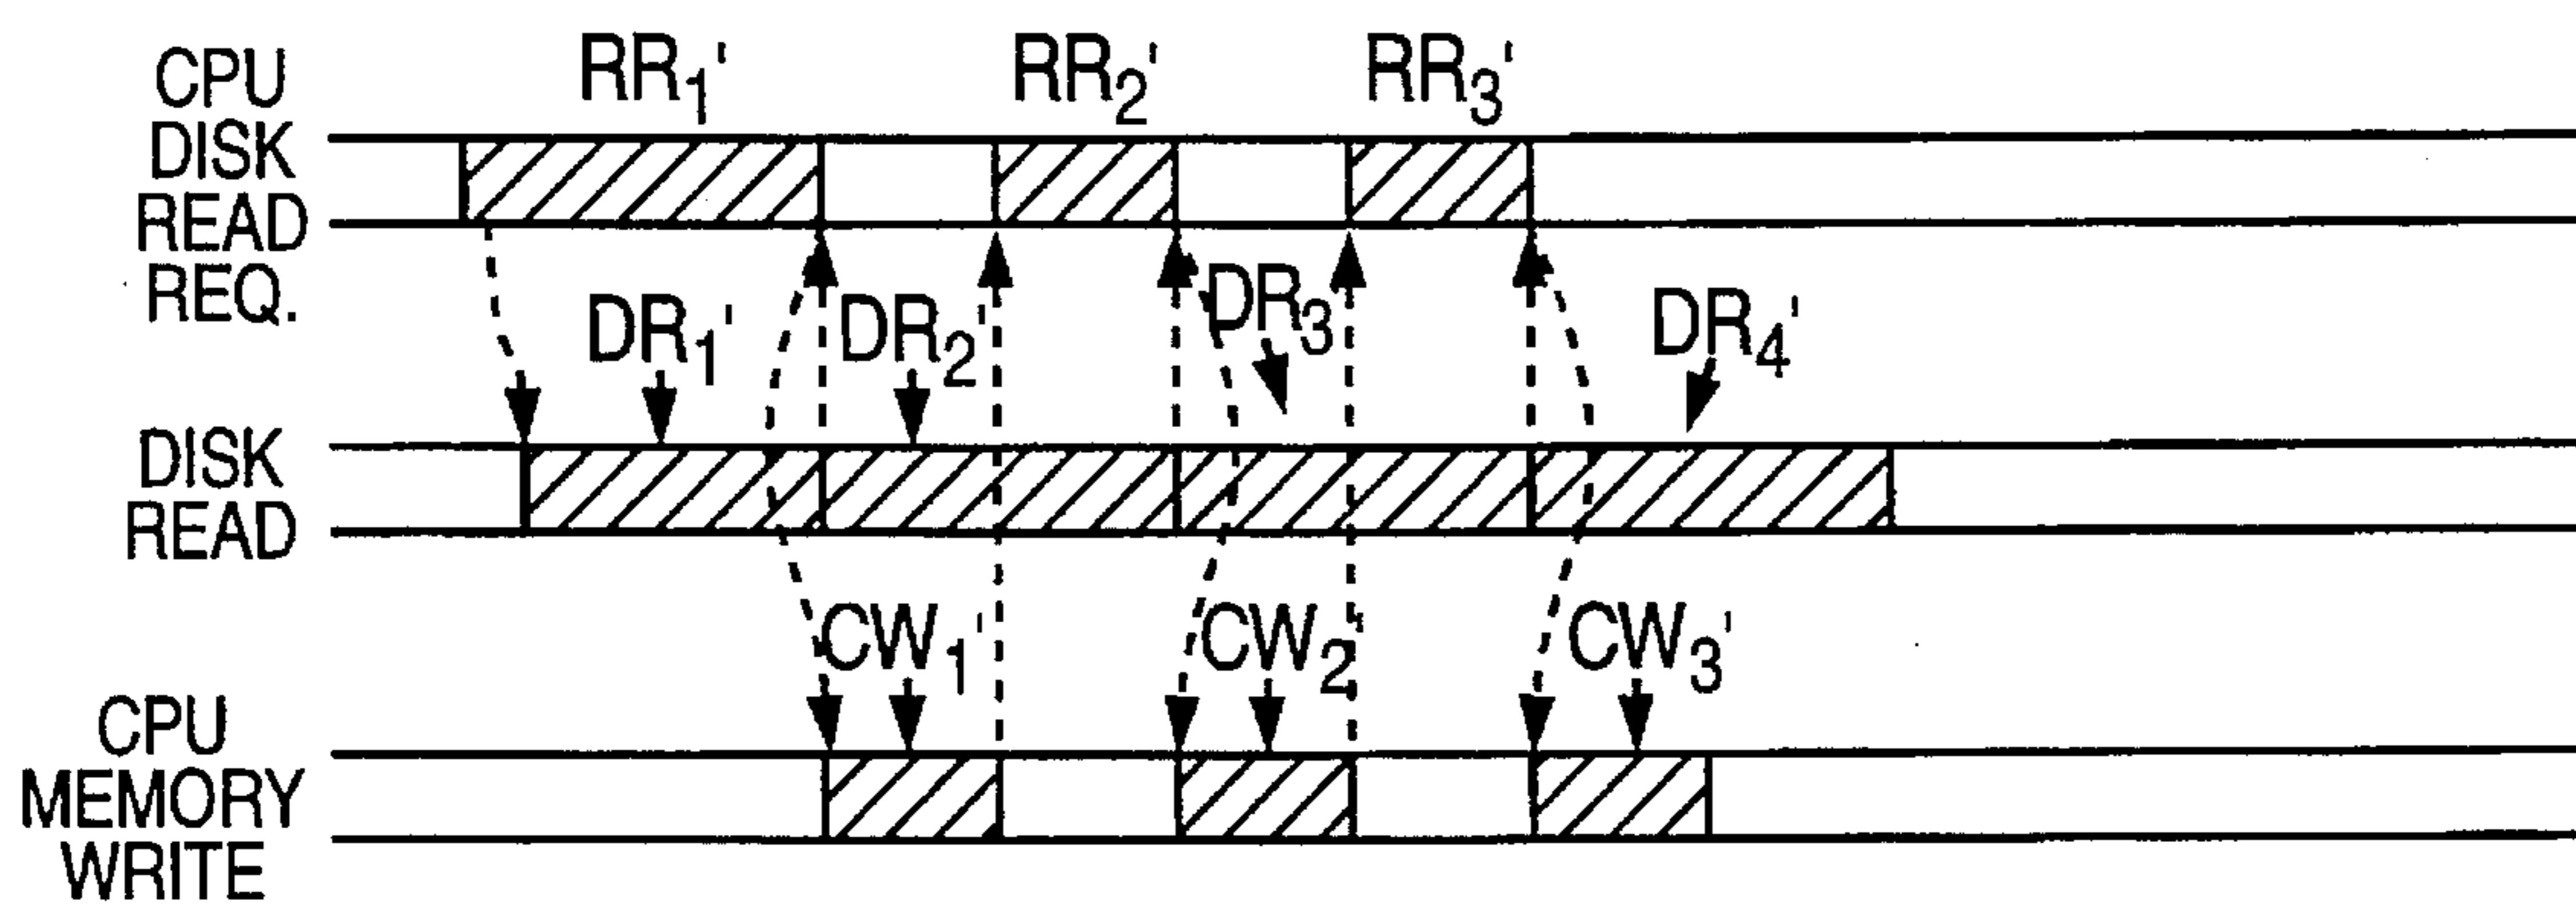 CPU
DISK
READ
REQ.
RR₁'
RR₂'
RR₃'
DR₁'
DR₂'
DR₃
DR₄'
DISK
READ
CW₁'
CW₂'
CW₃'
CPU
MEMORY
WRITE